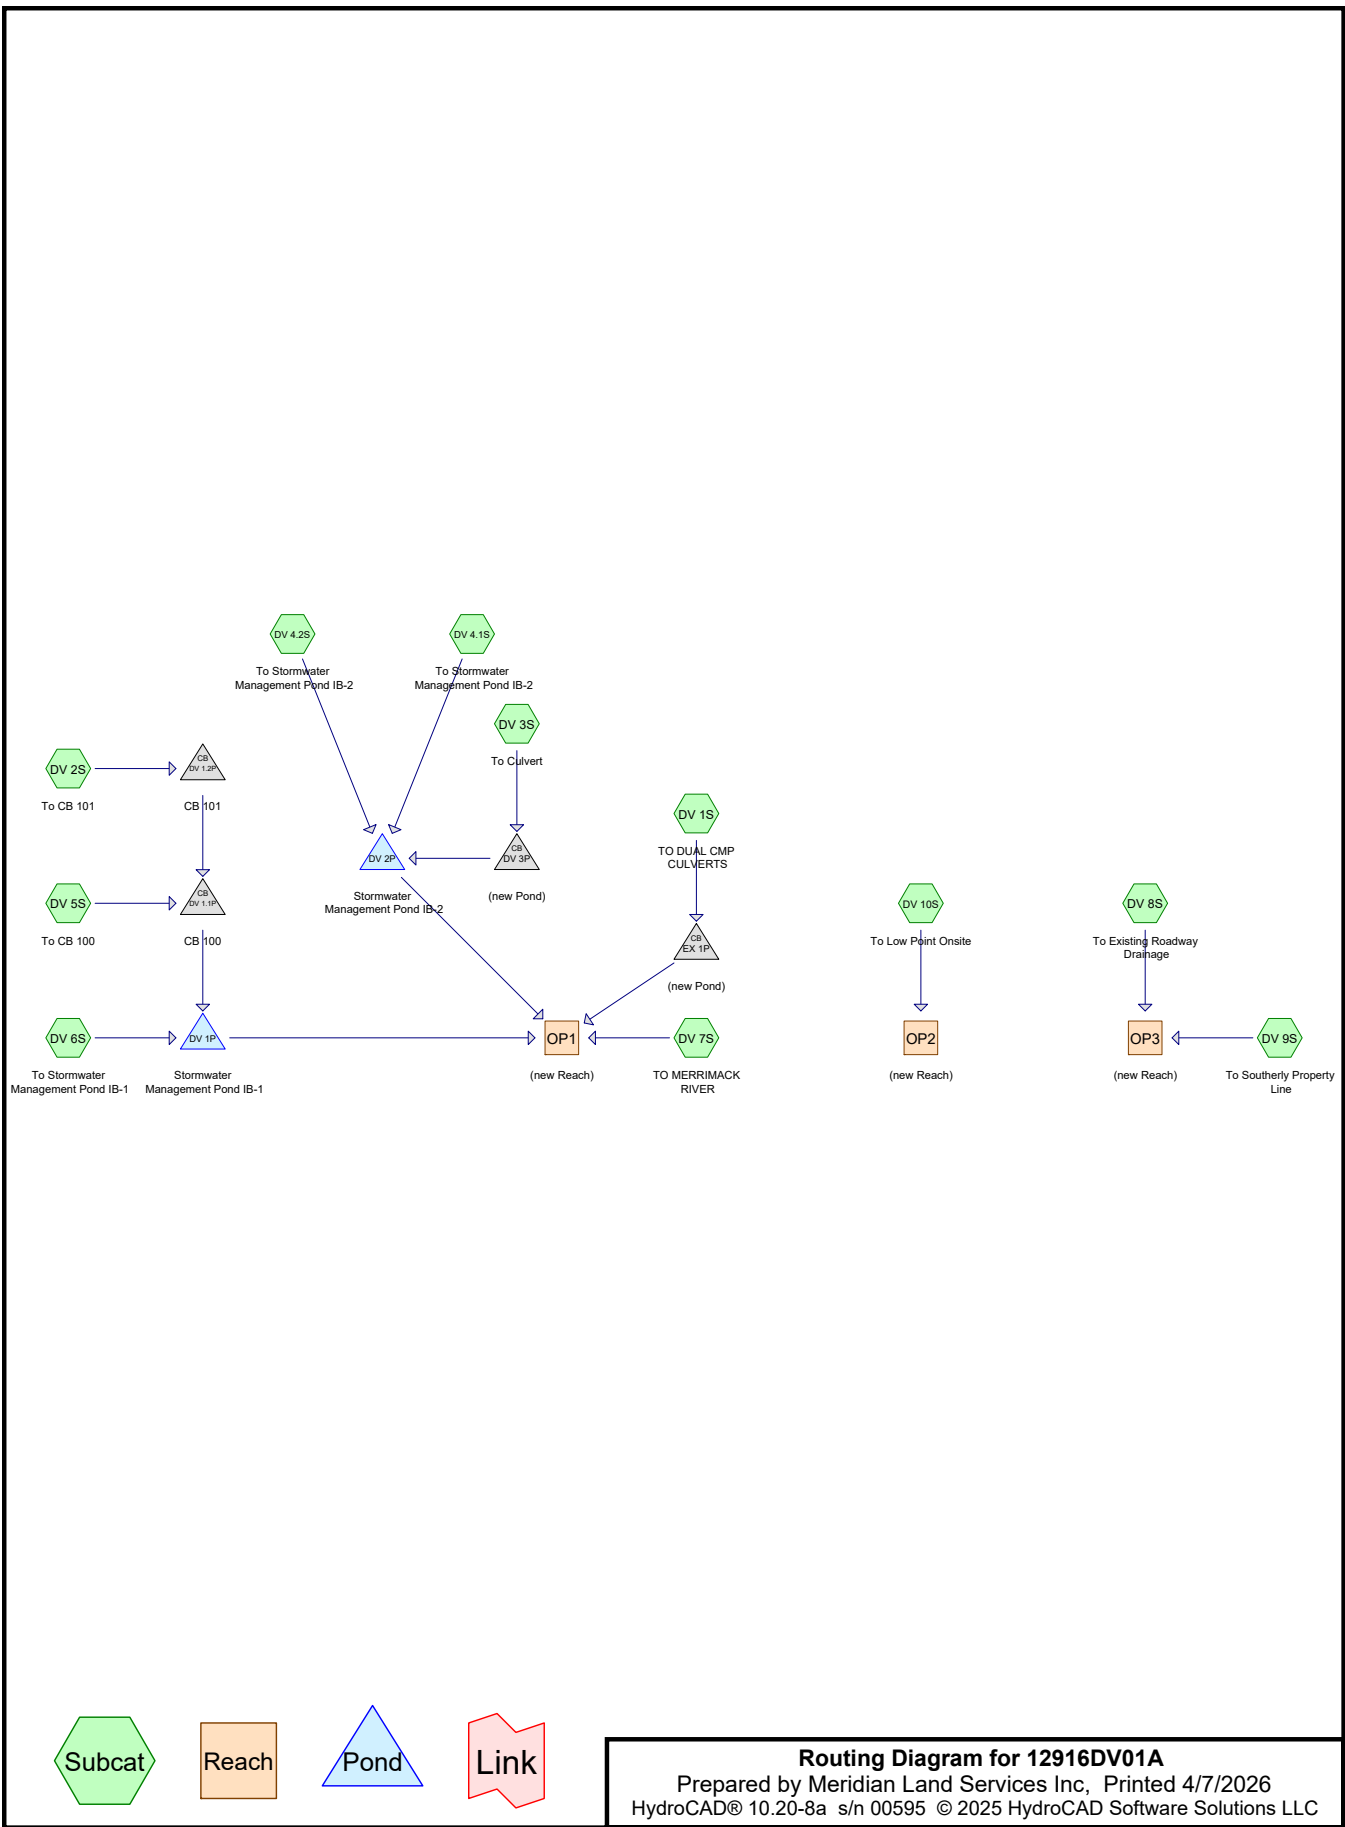 DV 4.2S
To Stormwater
Management Pond IB-2
DV 4.1S
To Stormwater
Management Pond IB-2
DV 3S
To Culvert
DV 2S
To CB 101
CB
DV 1.2P
CB 101
DV 1S
TO DUAL CMP
CULVERTS
DV 2P
Stormwater
Management Pond IB-2
CB
DV 3P
(new Pond)
DV 5S
To CB 100
CB
DV 1.1P
CB 100
CB
EX 1P
(new Pond)
DV 10S
To Low Point Onsite
DV 8S
To Existing Roadway
Drainage
DV 6S
To Stormwater
Management Pond IB-1
DV 1P
Stormwater
Management Pond IB-1
OP1
(new Reach)
DV 7S
TO MERRIMACK
RIVER
OP2
(new Reach)
OP3
(new Reach)
DV 9S
To Southerly Property
Line
Subcat
Reach
Pond
Link
Routing Diagram for 12916DV01A
Prepared by Meridian Land Services Inc, Printed 4/7/2026
HydroCAD® 10.20-8a s/n 00595 © 2025 HydroCAD Software Solutions LLC